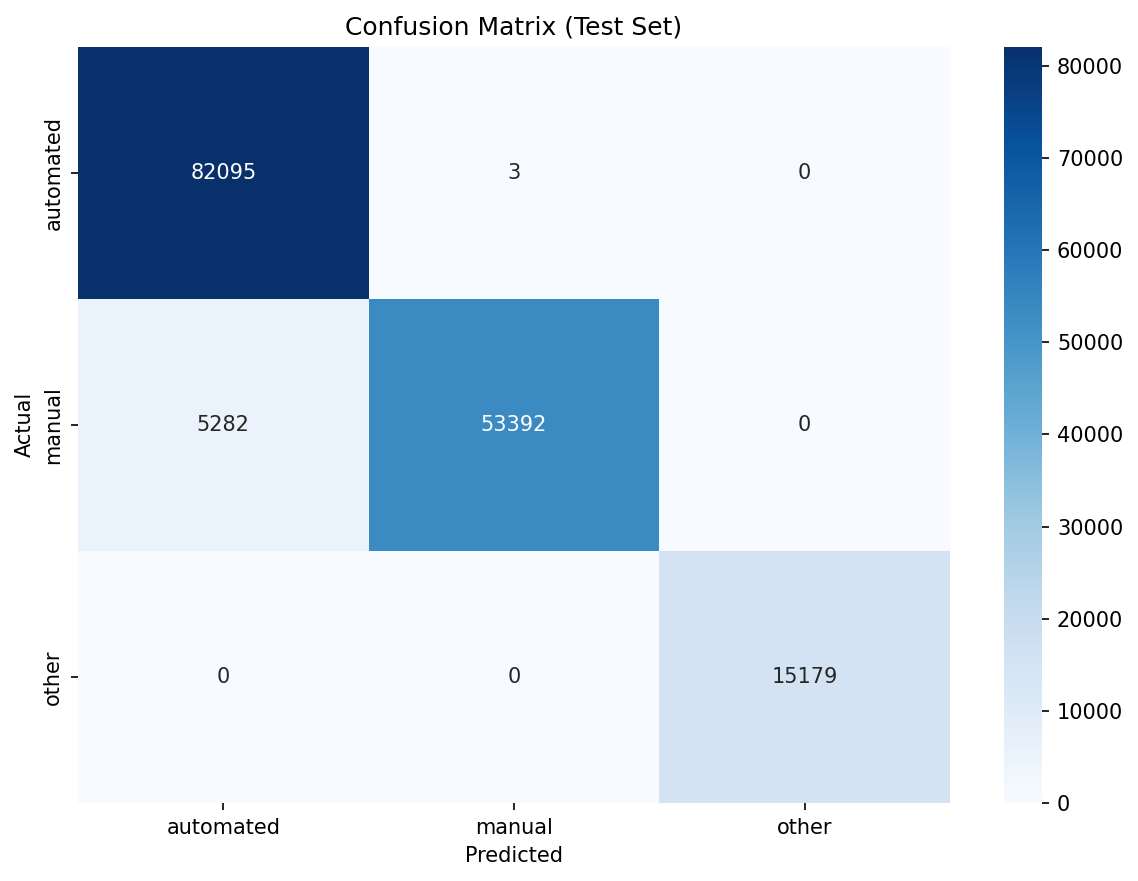 Confusion Matrix (Test Set)
automated
82095
3
0
Actual
manual
5282
53392
0
other
0
0
15179
automated
manual
other
Predicted
80000
70000
60000
50000
40000
30000
20000
10000
0